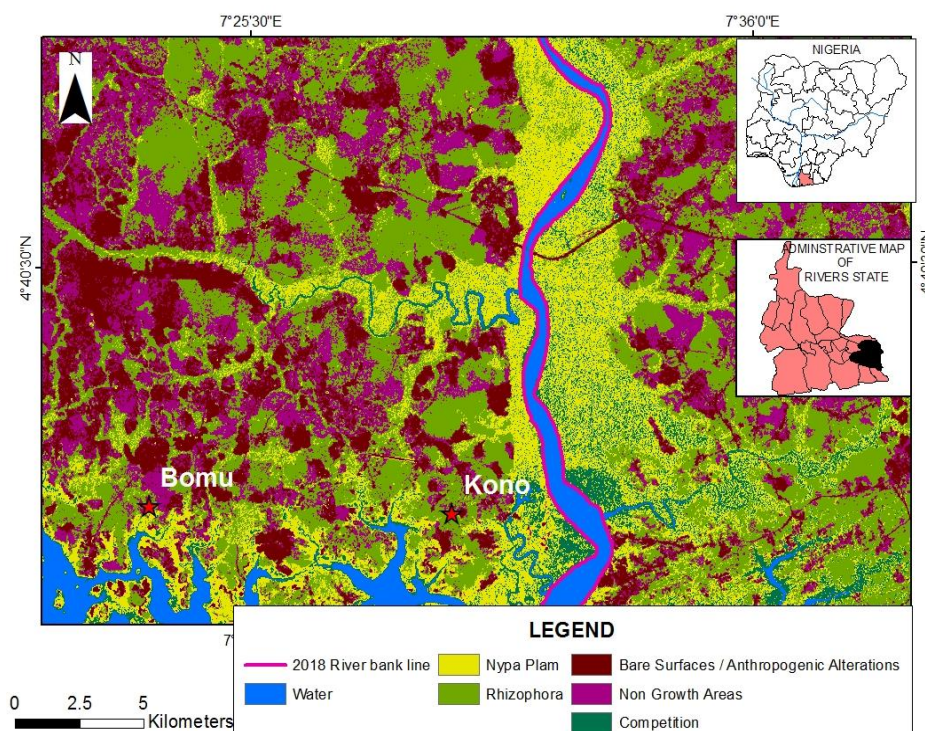 7°25'30"E
7°36'0"E
N
NIGERIA
4°40'30"N
ADMINSTRATIVE MAP
OF
RIVERS STATE
Bomu
Kono
LEGEND
2018 River bank line
Nypa Plam
Bare Surfaces / Anthropogenic Alterations
Water
Rhizophora
Non Growth Areas
Competition
0 2.5 5
Kilometers